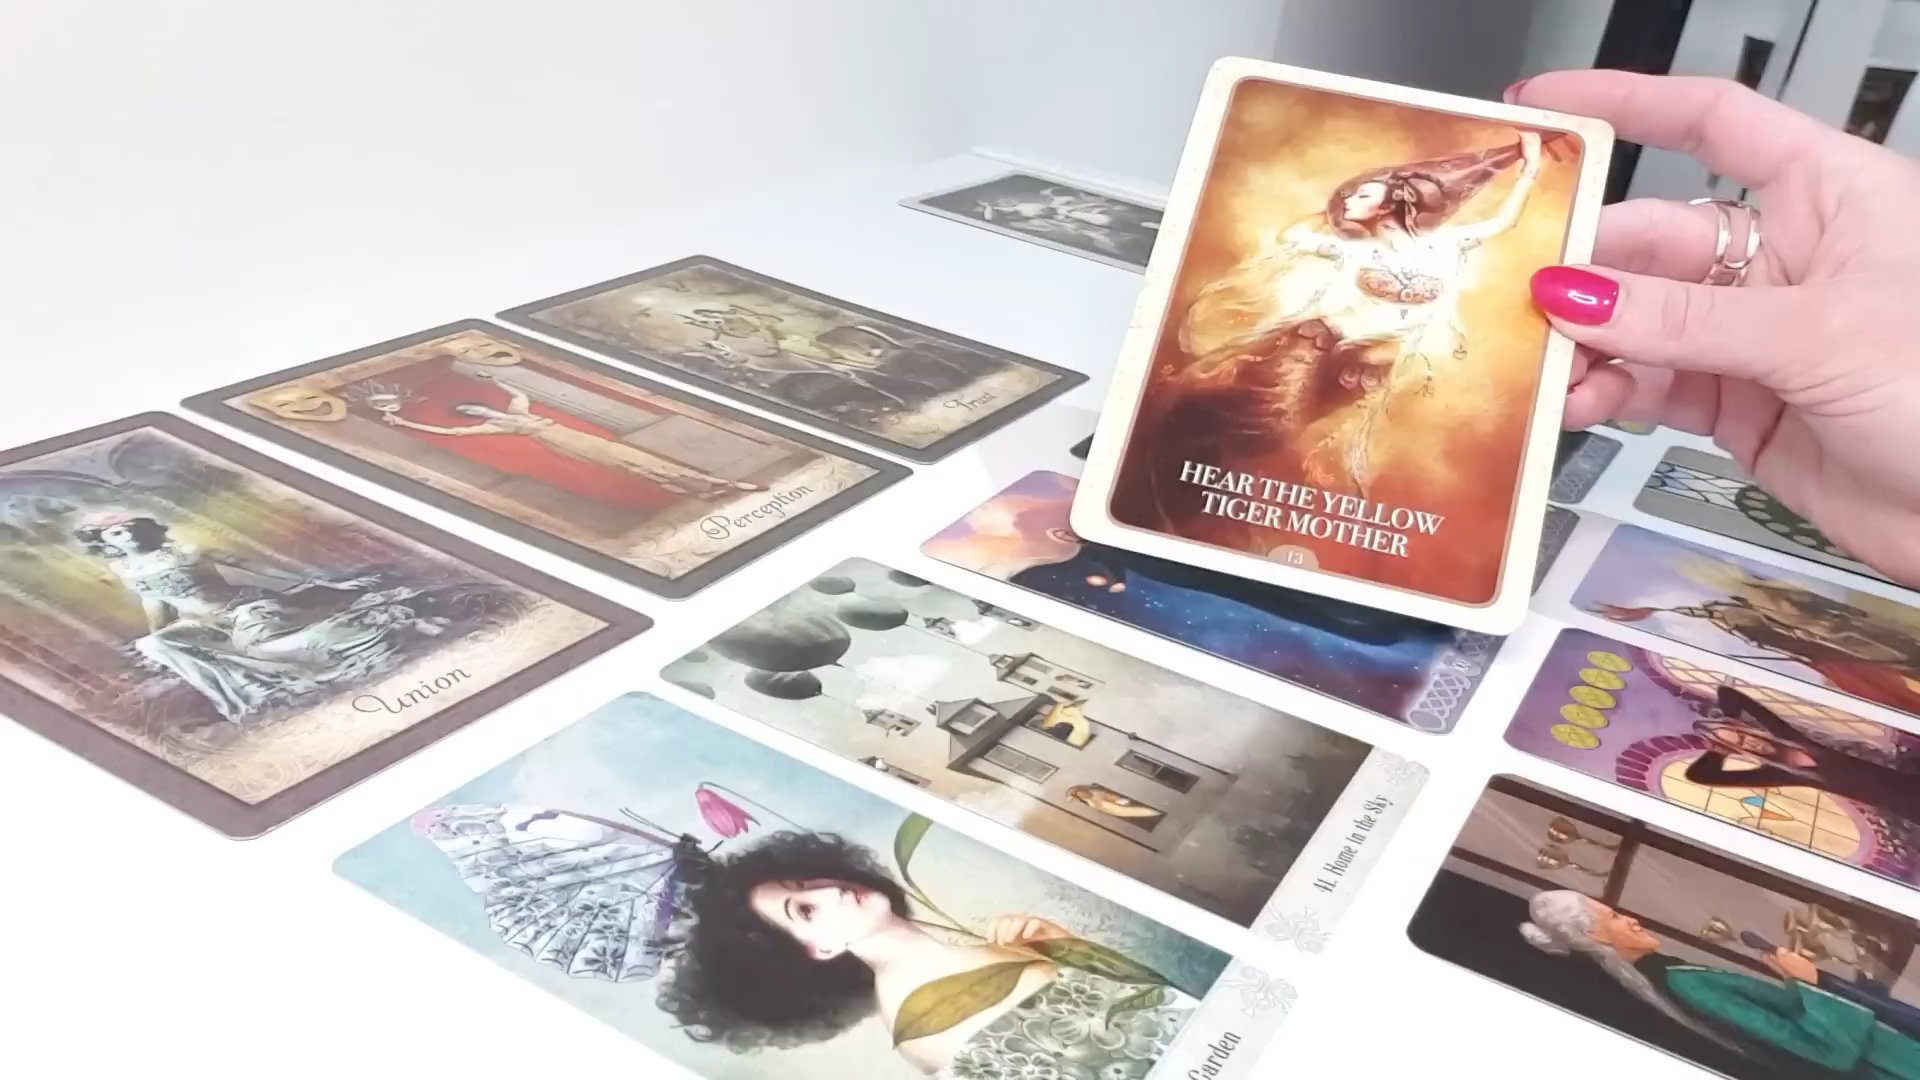 HEAR THE YELLOW
TIGER MOTHER
13
Trust
Perception
Union
41. Home in the Sky
Garden